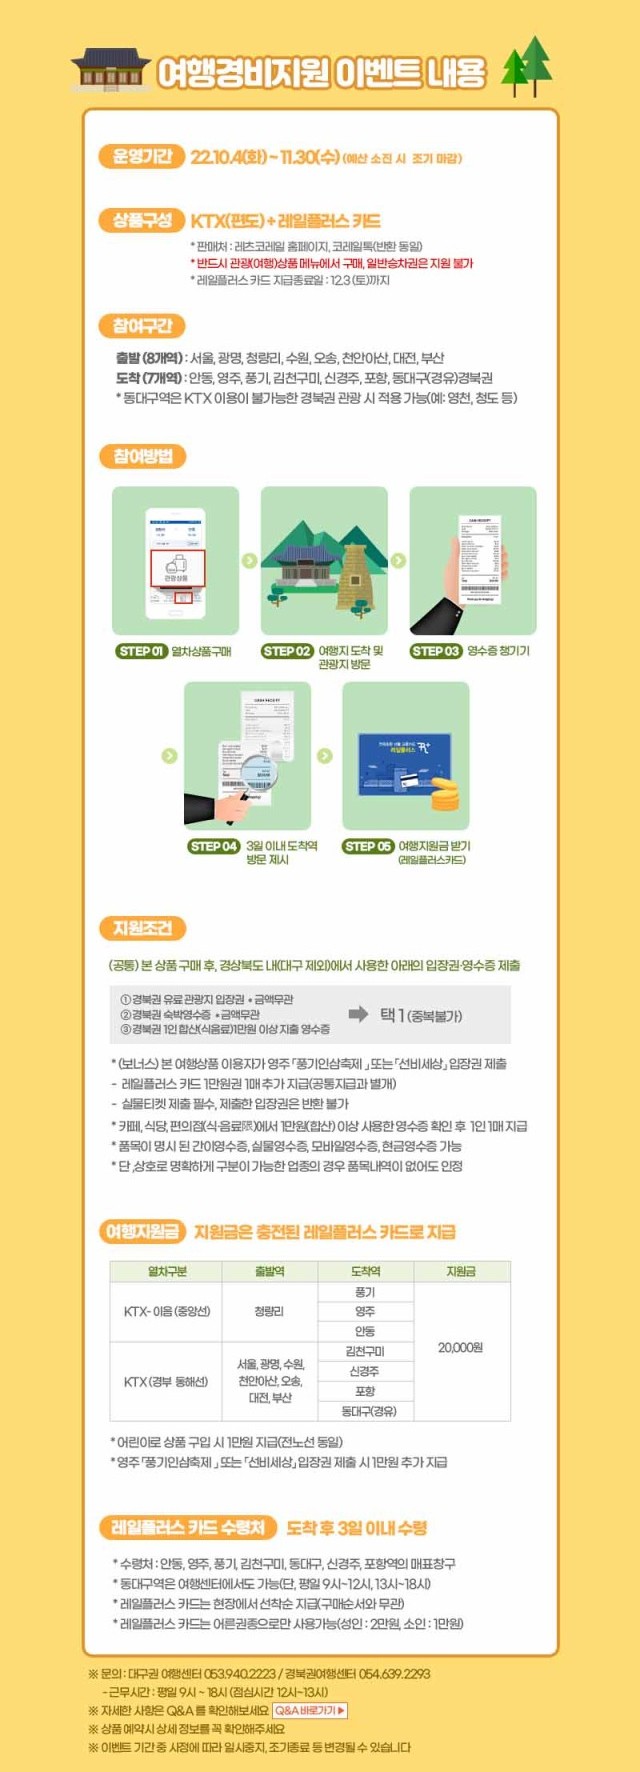 여행경비지원 이벤트 내용
운영기간 22.10.4(화) ~ 11.30(수) (예산 소진 시 조기 마감)
상품구성 KTX(편도) + 레일플러스 카드
* 판매처 : 레츠코레일 홈페이지, 코레일톡(반환 동일)
* 반드시 관광(여행)상품 메뉴에서 구매, 일반승차권은 지원 불가
* 레일플러스 카드 지급종료일 : 12.3 (토)까지
참여구간
출발 (8개역) : 서울, 광명, 청량리, 수원, 오송, 천안아산, 대전, 부산
도착 (7개역) : 안동, 영주, 풍기, 김천구미, 신경주, 포항, 동대구(경유)경북권
* 동대구역은 KTX 이용이 불가능한 경북권 관광 시 적용 가능(예: 영천, 청도 등)
참여방법
관광상품
CASH RECEIPT
STEP 01 열차상품구매
STEP 02 여행지 도착 및
관광지 방문
STEP 03 영수증 챙기기
CASH RECEIPT
레일플러스 R+
STEP 04 3일 이내 도착역
방문 제시
STEP 05 여행지원금 받기
(레일플러스카드)
지원조건
(공통) 본 상품 구매 후, 경상북도 내(대구 제외)에서 사용한 아래의 입장권·영수증 제출
① 경북권 유료 관광지 입장권 * 금액무관
② 경북권 숙박영수증 * 금액무관
③ 경북권 1인 합산(식음료)1만원 이상 지출 영수증
택 1 (중복불가)
* (보너스) 본 여행상품 이용자가 영주 「풍기인삼축제」 또는 「선비세상」 입장권 제출
- 레일플러스 카드 1만원권 1매 추가 지급(공통지급과 별개)
- 실물티켓 제출 필수, 제출한 입장권은 반환 불가
* 카페, 식당, 편의점(식·음료限)에서 1만원(합산) 이상 사용한 영수증 확인 후 1인 1매 지급
* 품목이 명시 된 간이영수증, 실물영수증, 모바일영수증, 현금영수증 가능
* 단 ,상호로 명확하게 구분이 가능한 업종의 경우 품목내역이 없어도 인정
여행지원금 지원금은 충전된 레일플러스 카드로 지급
열차구분 출발역 도착역 지원금
KTX- 이음 (중앙선) 청량리 풍기
영주
안동
20,000원
KTX (경부 동해선) 서울, 광명, 수원,
천안아산, 오송,
대전, 부산
김천구미
신경주
포항
동대구(경유)
* 어린이로 상품 구입 시 1만원 지급(전노선 동일)
* 영주 「풍기인삼축제 」 또는 「선비세상」 입장권 제출 시 1만원 추가 지급
레일플러스 카드 수령처 도착 후 3일 이내 수령
* 수령처 : 안동, 영주, 풍기, 김천구미, 동대구, 신경주, 포항역의 매표창구
* 동대구역은 여행센터에서도 가능(단, 평일 9시~12시, 13시~18시)
* 레일플러스 카드는 현장에서 선착순 지급(구매순서와 무관)
* 레일플러스 카드는 어른권종으로만 사용가능(성인 : 2만원, 소인 : 1만원)
※ 문의 : 대구권 여행센터 053.940.2223 / 경북권여행센터 054.639.2293
- 근무시간 : 평일 9시 ~ 18시 (점심시간 12시~13시)
※ 자세한 사항은 Q&A 를 확인해보세요 Q&A 바로가기 ▶
※ 상품 예약시 상세 정보를 꼭 확인해주세요
※ 이벤트 기간 중 사정에 따라 일시중지, 조기종료 등 변경될 수 있습니다